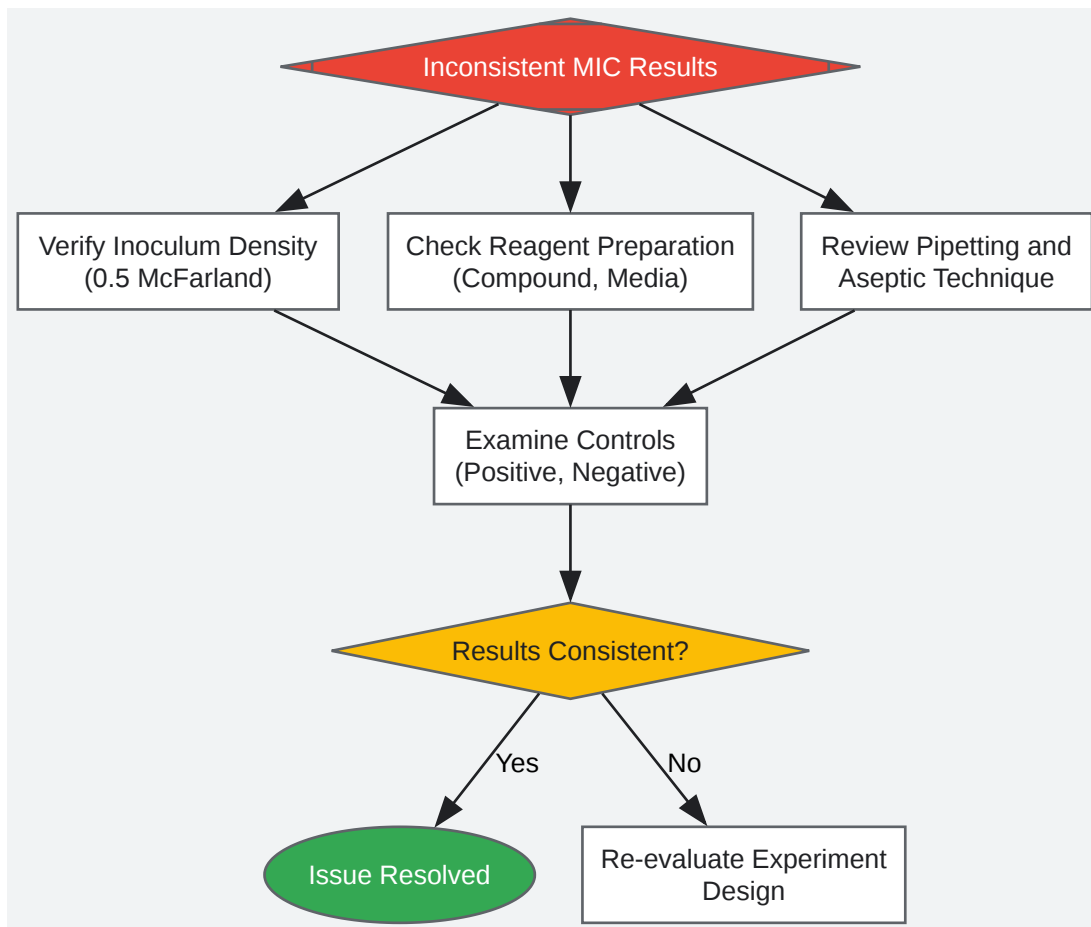 Inconsistent MIC Results
Verify Inoculum Density
(0.5 McFarland)
Check Reagent Preparation
(Compound, Media)
Review Pipetting and
Aseptic Technique
Examine Controls
(Positive, Negative)
Results Consistent?
Yes
No
Issue Resolved
Re-evaluate Experiment
Design